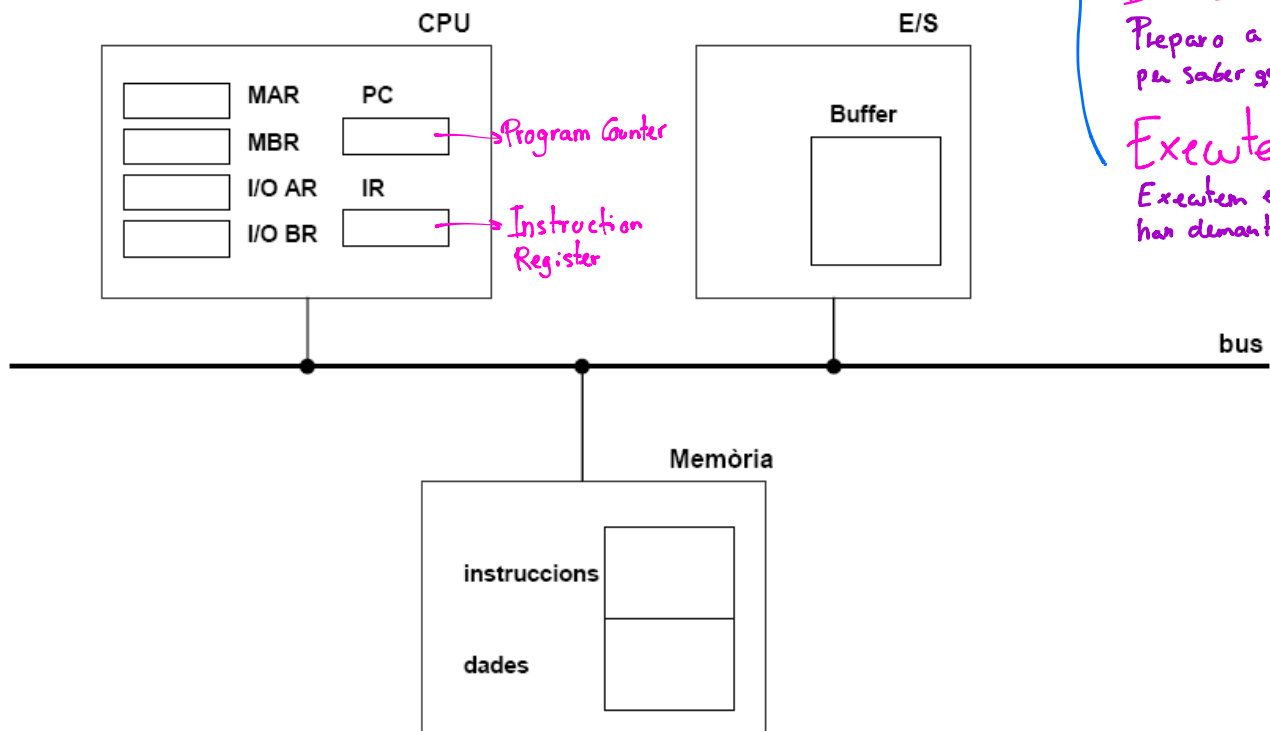 CPU
MAR
MBR
I/O AR
I/O BR
PC
IR
Program Counter
Instruction
Register
E/S
Buffer
Preparo a
per saber
Execute
Executem
han
bus
Memòria
instruccions
dades